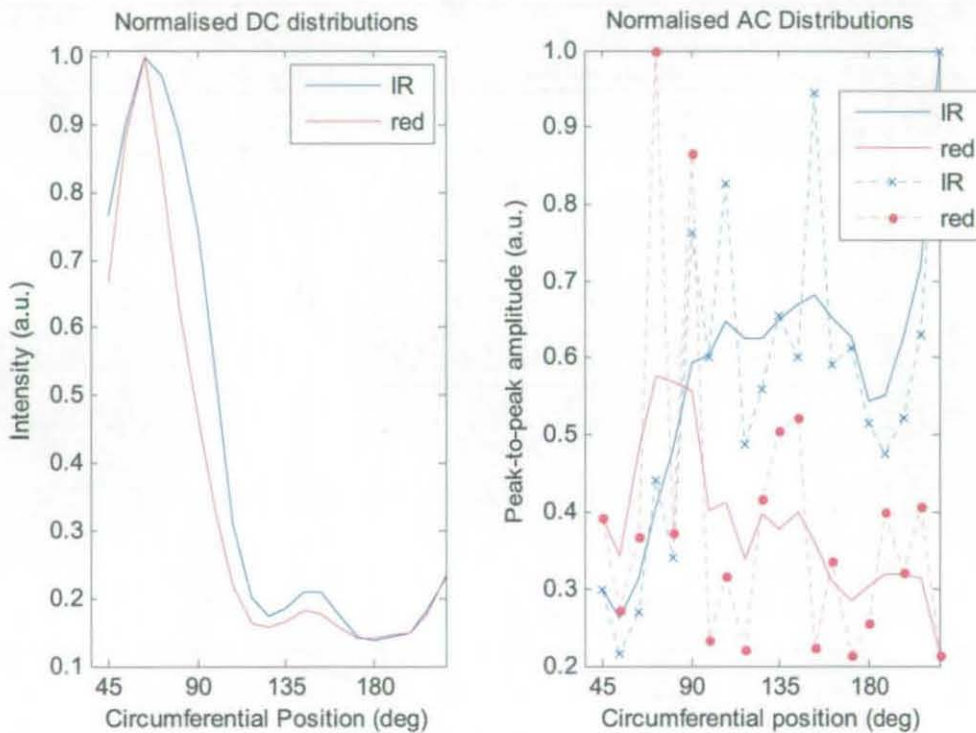 Normalised DC distributions
1.0
0.9
0.8
0.7
0.6
0.5
0.4
0.3
0.2
0.1
Intensity (a.u.)
IR
red
45
90
135
180
Circumferential Position (deg)
Normalised AC Distributions
1.0
0.9
0.8
0.7
0.6
0.5
0.4
0.3
0.2
Peak-to-peak amplitude (a.u.)
IR
red
IR
red
45
90
135
180
Circumferential position (deg)